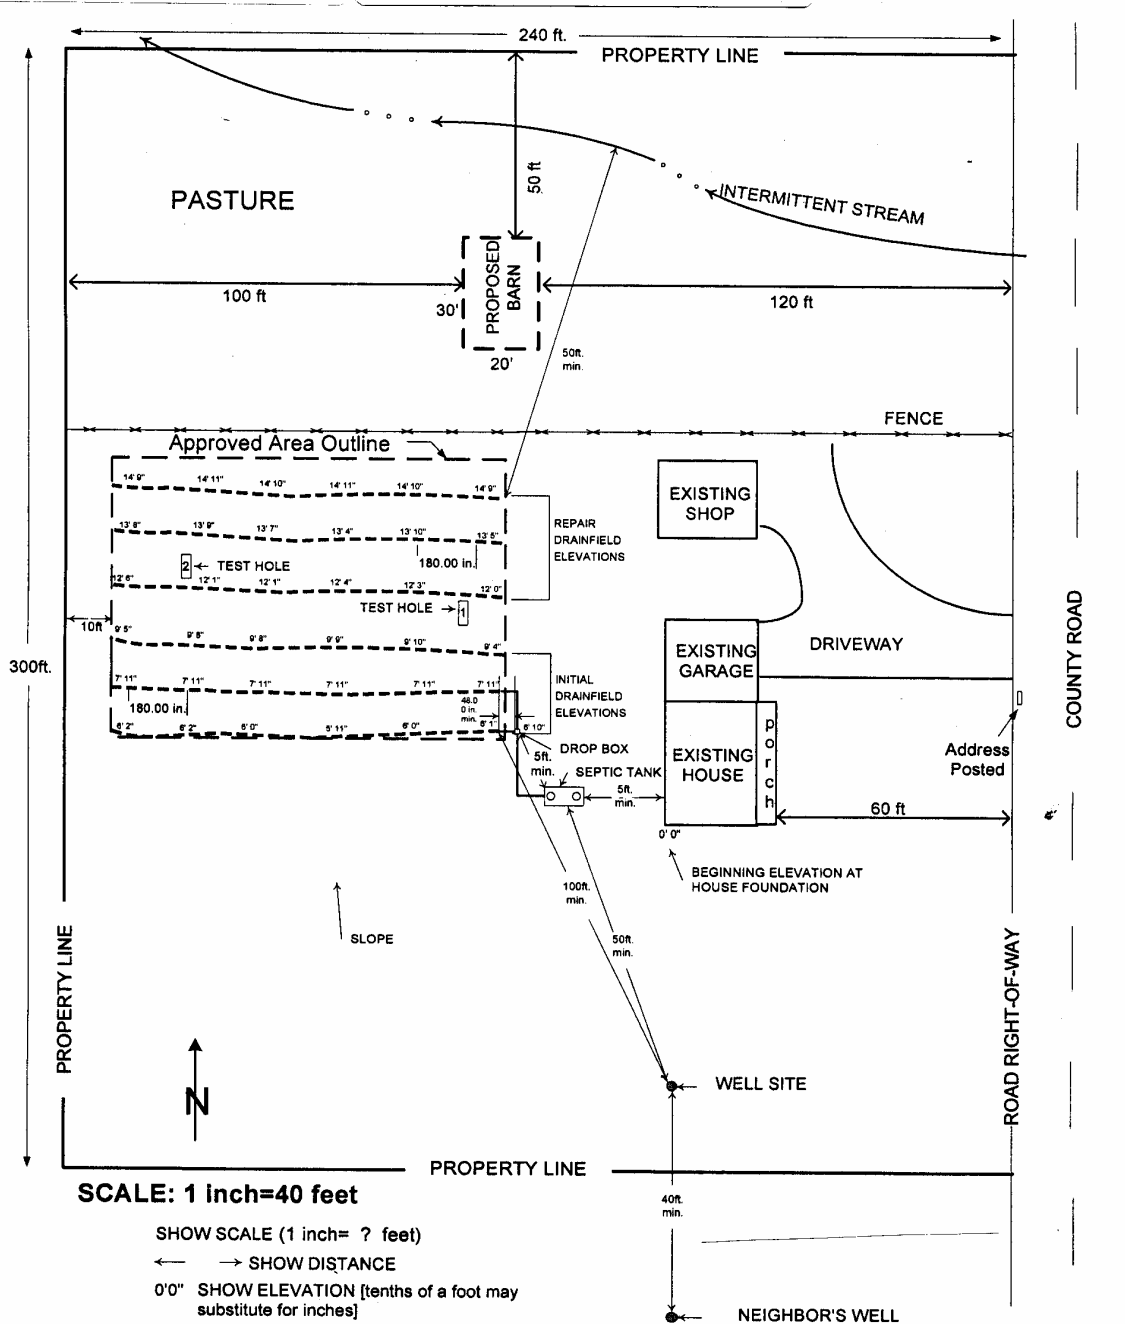 240 ft.
PROPERTY LINE
50 ft
PASTURE
INTERMITTENT STREAM
PROPOSED
BARN
100 ft
120 ft
30'
20'
50ft.
min.
FENCE
Approved Area Outline
14' 9"
14' 11"
14' 10"
14' 11"
14' 10"
14' 9"
EXISTING
SHOP
13' 8"
13' 9"
13' 7"
13' 4"
13' 10"
13' 5"
REPAIR
DRAINFIELD
ELEVATIONS
180.00 in.
2
TEST HOLE
12' 6"
12' 1"
12' 1"
12' 4"
12' 3"
12' 0"
TEST HOLE
1
10ft
9' 5"
9' 8"
9' 8"
9' 9"
9' 10"
9' 4"
EXISTING
GARAGE
DRIVEWAY
COUNTY ROAD
300ft.
7' 11"
7' 11"
7' 11"
7' 11"
7' 11"
7' 11"
INITIAL
DRAINFIELD
ELEVATIONS
180.00 in.
48.0
0 in.
min.
6' 2"
6' 2"
6' 0"
5' 11"
6' 0"
6' 1"
6' 10"
DROP BOX
5ft.
min.
SEPTIC TANK
EXISTING
HOUSE
porch
Address
Posted
5ft.
min.
60 ft
0' 0"
BEGINNING ELEVATION AT
HOUSE FOUNDATION
100ft.
min.
50ft.
min.
SLOPE
PROPERTY LINE
ROAD RIGHT-OF-WAY
N
WELL SITE
PROPERTY LINE
SCALE: 1 inch=40 feet
40ft.
min.
SHOW SCALE (1 inch= ? feet)
SHOW DISTANCE
0'0" SHOW ELEVATION [tenths of a foot may
substitute for inches]
NEIGHBOR'S WELL